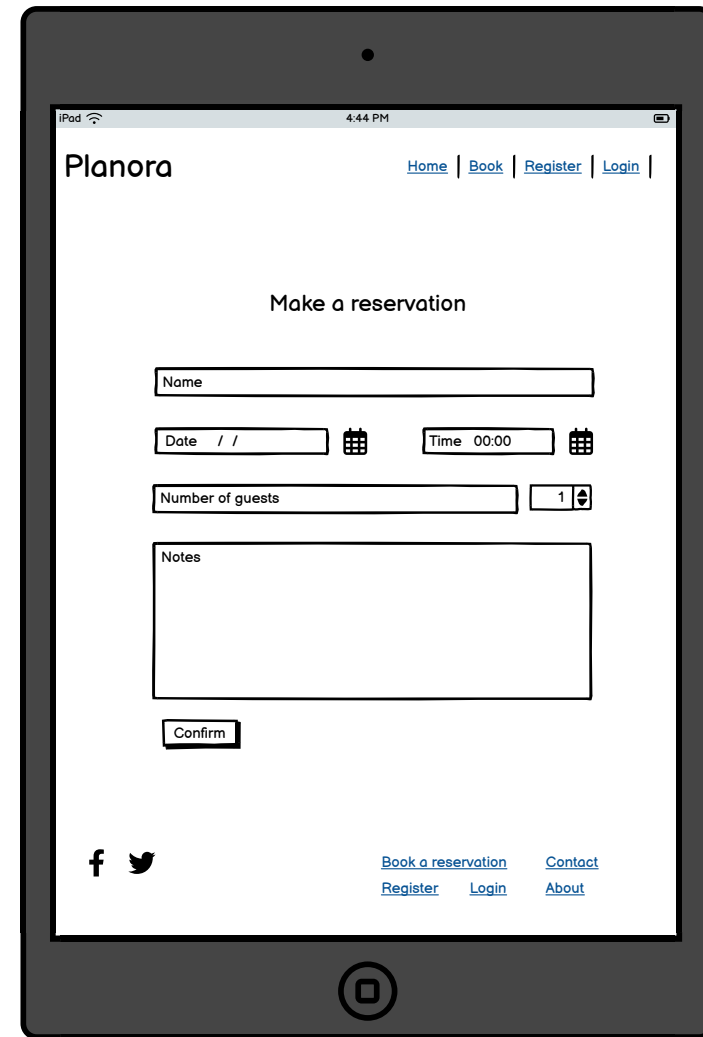 iPad 4:44 PM
Planora Home Book Register Login
Make a reservation
Name
Date / / Time 00:00
Number of guests 1
Notes
Confirm
Book a reservation Contact
Register Login About